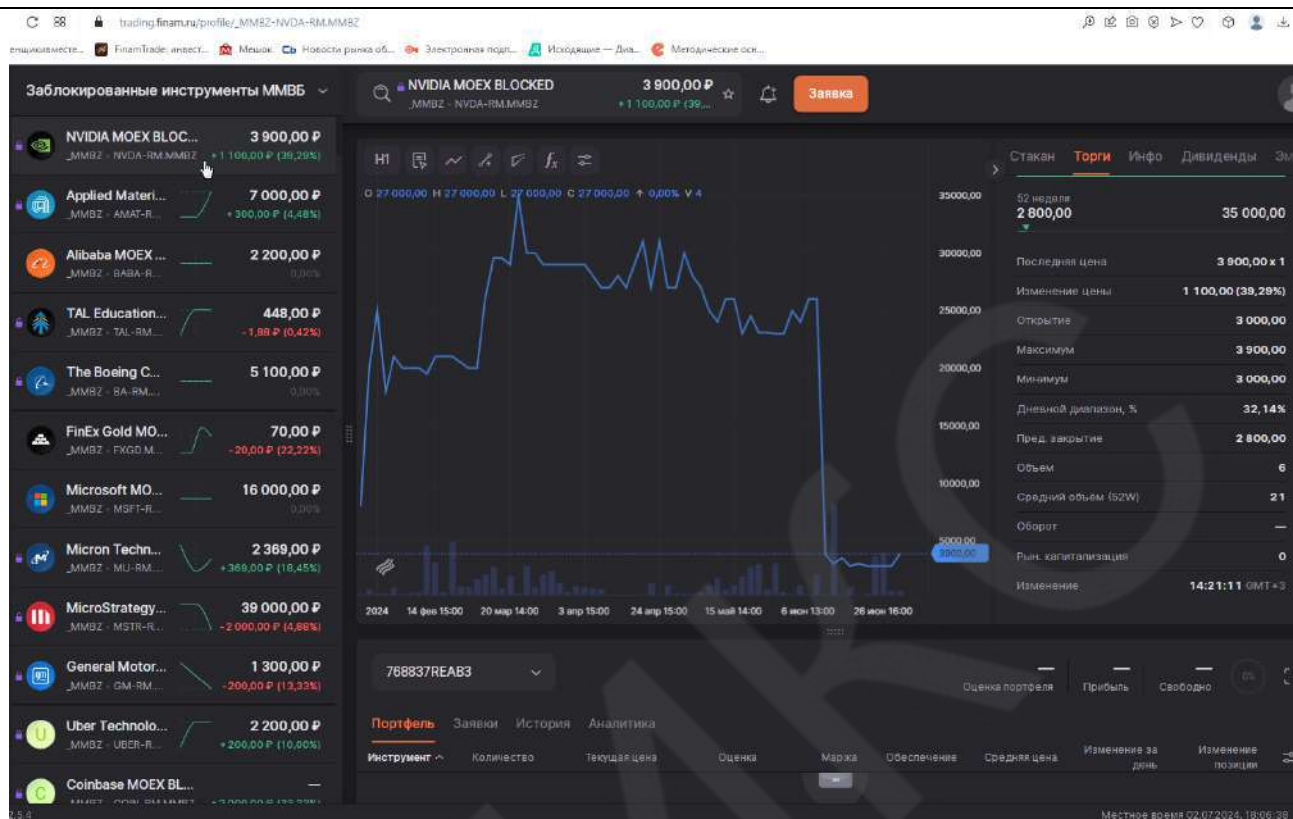 trading.finam.ru/profile/_MMBZ-NVDA-RM.MMBZ
FinamTrade: инвест... Мешок Новости рынка об... Электронная подп... Исходящие — Диа... Методические осн...
Заблокированные инструменты ММВБ
NVIDIA MOEX BLOCKED 3 900,00 ₽
_MMBZ - NVDA-RM.MMBZ +1 100,00 ₽ (39,...
Заявка
NVIDIA MOEX BLOC... 3 900,00 ₽
_MMBZ - NVDA-RM.MMBZ +1 100,00 ₽ (39,29%)
Applied Materi... 7 000,00 ₽
_MMBZ - AMAT-R... +300,00 ₽ (4,48%)
Alibaba MOEX ... 2 200,00 ₽
_MMBZ - BABA-R... 0,00%
TAL Education... 448,00 ₽
_MMBZ - TAL-RM.... -1,88 ₽ (0,42%)
The Boeing C... 5 100,00 ₽
_MMBZ - BA-RM.... 0,00%
FinEx Gold MO... 70,00 ₽
_MMBZ - FXGD.M... -20,00 ₽ (22,22%)
Microsoft MO... 16 000,00 ₽
_MMBZ - MSFT-R... 0,00%
Micron Techn... 2 369,00 ₽
_MMBZ - MU-RM.... +369,00 ₽ (18,45%)
MicroStrategy... 39 000,00 ₽
_MMBZ - MSTR-R... -2 000,00 ₽ (4,88%)
General Motor... 1 300,00 ₽
_MMBZ - GM-RM.... -200,00 ₽ (13,33%)
Uber Technolo... 2 200,00 ₽
_MMBZ - UBER-R... +200,00 ₽ (10,00%)
Coinbase MOEX BL... —
H1
O 27 000,00 H 27 000,00 L 27 000,00 C 27 000,00 ↑ 0,00% V 4
35000,00
30000,00
25000,00
20000,00
15000,00
10000,00
5000,00
3900,00
2024 14 фев 15:00 20 мар 14:00 3 апр 15:00 24 апр 15:00 15 май 14:00 6 июн 13:00 26 июн 16:00
Стакан Торги Инфо Дивиденды Эм
52 недели
2 800,00 35 000,00
Последняя цена 3 900,00 x 1
Изменение цены 1 100,00 (39,29%)
Открытие 3 000,00
Максимум 3 900,00
Минимум 3 000,00
Дневной диапазон, % 32,14%
Пред. закрытие 2 800,00
Объем 6
Средний объем (52W) 21
Оборот —
Рын. капитализация 0
Изменение 14:21:11 GMT+3
768837REAB3
Оценка портфеля Прибыль Свободно 0%
Портфель Заявки История Аналитика
Инструмент Количество Текущая цена Оценка Маржа Обеспечение Средняя цена Изменение за день Изменение позиции
Местное время 02.07.2024, 18:06:38